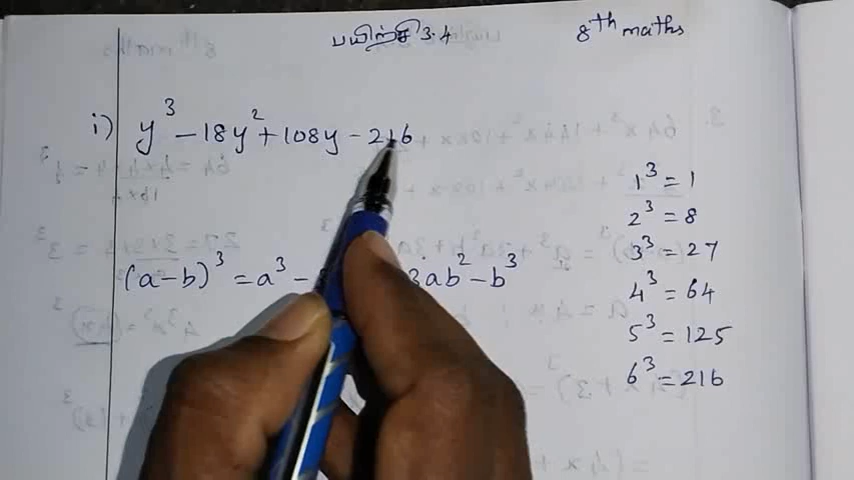 பயிற்சி 3.4
8th maths
i) y³ − 18y² + 108y − 216
1³ = 1
2³ = 8
3³ = 27
4³ = 64
5³ = 125
6³ = 216
(a − b)³ = a³ − 3ab² − b³